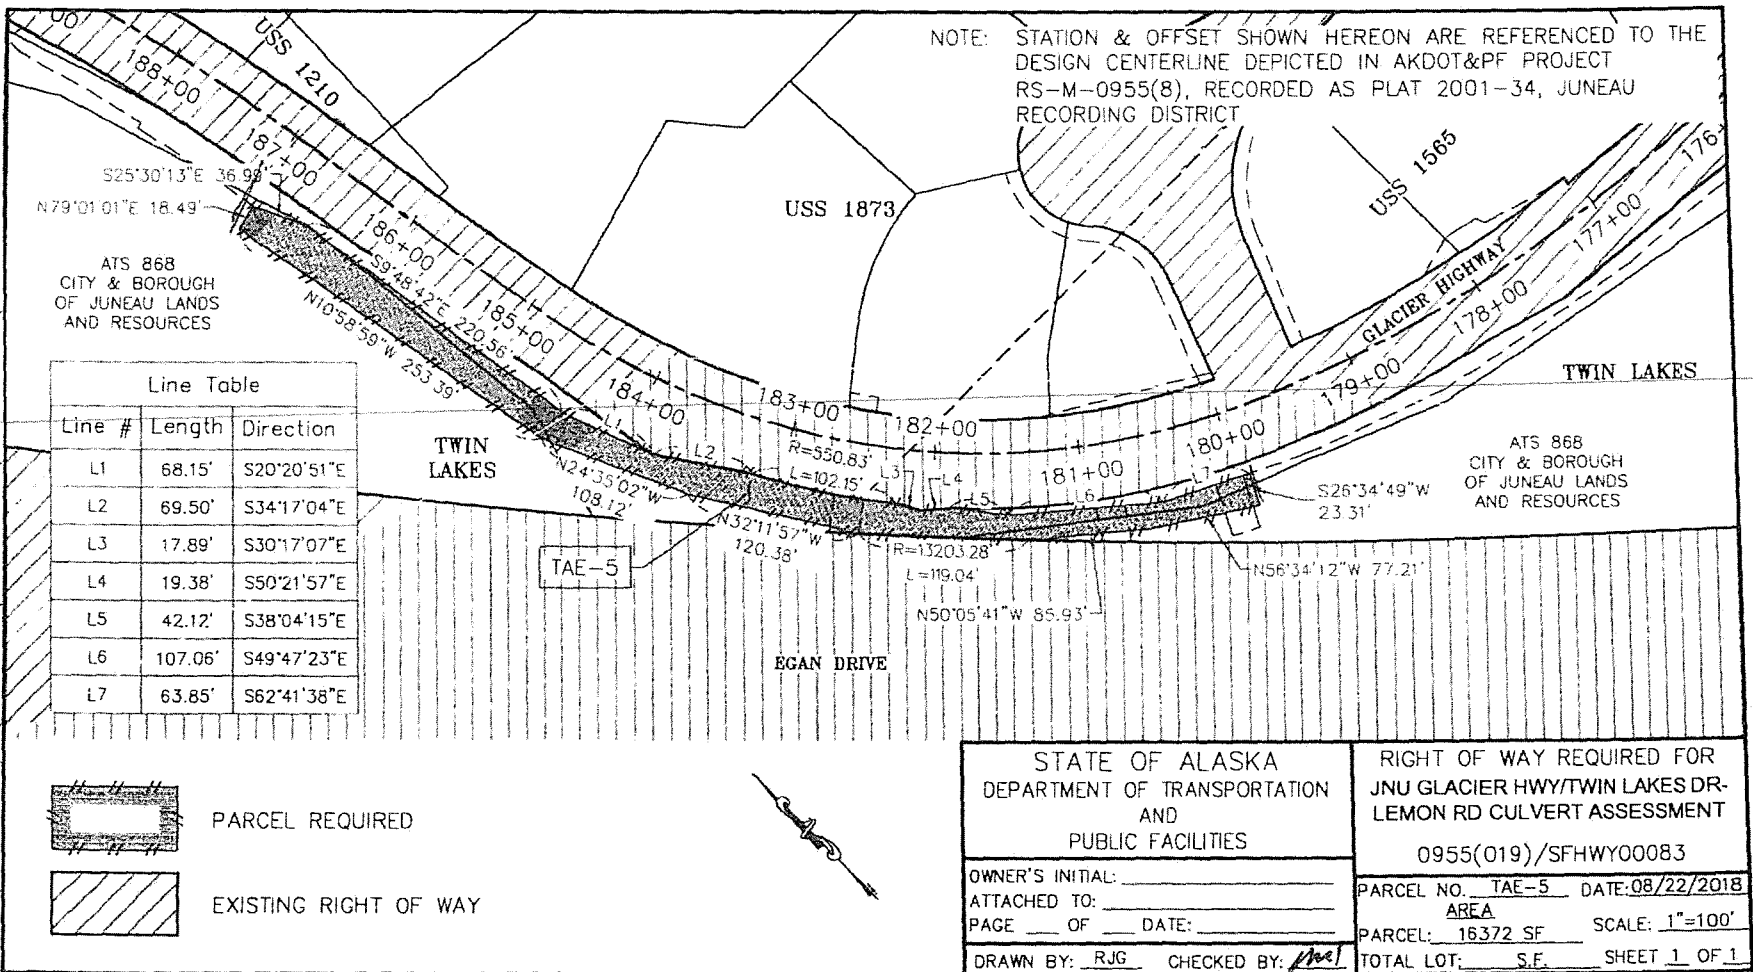 NOTE: STATION & OFFSET SHOWN HEREON ARE REFERENCED TO THE
DESIGN CENTERLINE DEPICTED IN AKDOT&PF PROJECT
RS-M-0955(8), RECORDED AS PLAT 2001-34, JUNEAU
RECORDING DISTRICT
00
188+00
USS 1210
187+00
S25°30'13"E 36.99'
N79°01'01"E 18.49'
186+00
S9°48'42"E 220.56'
185+00
N10°58'59"W 253.39'
184+00
183+00
182+00
181+00
180+00
179+00
178+00
177+00
176+
USS 1873
USS 1565
GLACIER HIGHWAY
ATS 868
CITY & BOROUGH
OF JUNEAU LANDS
AND RESOURCES
TWIN LAKES
ATS 868
CITY & BOROUGH
OF JUNEAU LANDS
AND RESOURCES
Line Table
Line # Length Direction
L1 68.15' S20°20'51"E
L2 69.50' S34°17'04"E
L3 17.89' S30°17'07"E
L4 19.38' S50°21'57"E
L5 42.12' S38°04'15"E
L6 107.06' S49°47'23"E
L7 63.85' S62°41'38"E
TWIN
LAKES
L1
L2
R=550.83'
L=102.15'
L3
L4
L5
L6
L7
S26°34'49"W
23.31'
N24°35'02"W
108.12'
N32°11'57"W
120.38'
R=13203.28'
L=119.04'
N50°05'41"W 85.93'
N56°34'12"W 77.21'
TAE-5
EGAN DRIVE
PARCEL REQUIRED
EXISTING RIGHT OF WAY
STATE OF ALASKA
DEPARTMENT OF TRANSPORTATION
AND
PUBLIC FACILITIES
OWNER'S INITIAL:
ATTACHED TO:
PAGE OF DATE:
DRAWN BY: RJG CHECKED BY:
RIGHT OF WAY REQUIRED FOR
JNU GLACIER HWY/TWIN LAKES DR-
LEMON RD CULVERT ASSESSMENT
0955(019)/SFHWY00083
PARCEL NO. TAE-5 DATE:08/22/2018
AREA
PARCEL: 16372 SF SCALE: 1"=100'
TOTAL LOT: S.F. SHEET 1 OF 1